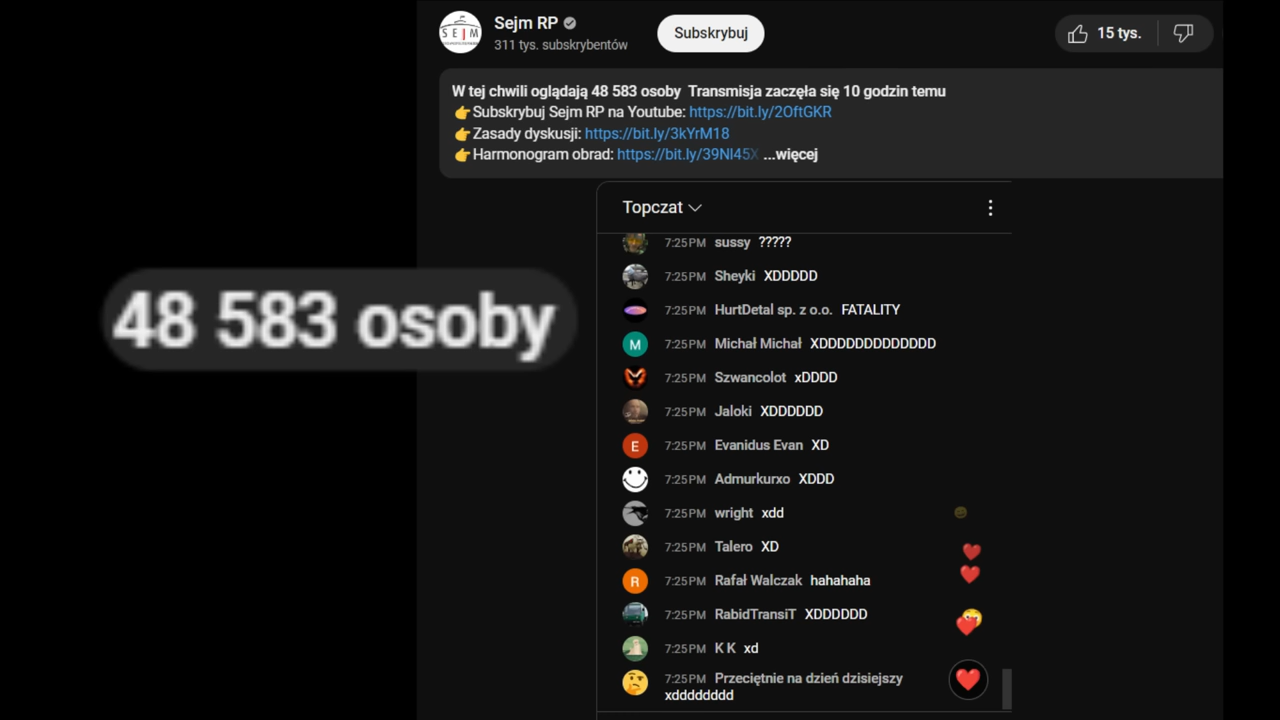 SEJM
Sejm RP
311 tys. subskrybentów
Subskrybuj
15 tys.
W tej chwili oglądają 48 583 osoby Transmisja zaczęła się 10 godzin temu
👉Subskrybuj Sejm RP na Youtube: https://bit.ly/2OftGKR
👉Zasady dyskusji: https://bit.ly/3kYrM18
👉Harmonogram obrad: https://bit.ly/39NI45X ...więcej
48 583 osoby
Topczat
7:25PM sussy ?????
7:25PM Sheyki XDDDDD
7:25PM HurtDetal sp. z o.o. FATALITY
M 7:25PM Michał Michał XDDDDDDDDDDDDD
7:25PM Szwancolot xDDDD
7:25PM Jaloki XDDDDDD
E 7:25PM Evanidus Evan XD
7:25PM Admurkurxo XDDD
7:25PM wright xdd
7:25PM Talero XD
R 7:25PM Rafał Walczak hahahaha
7:25PM RabidTransiT XDDDDDD
7:25PM K K xd
7:25PM Przeciętnie na dzień dzisiejszy
xdddddddd